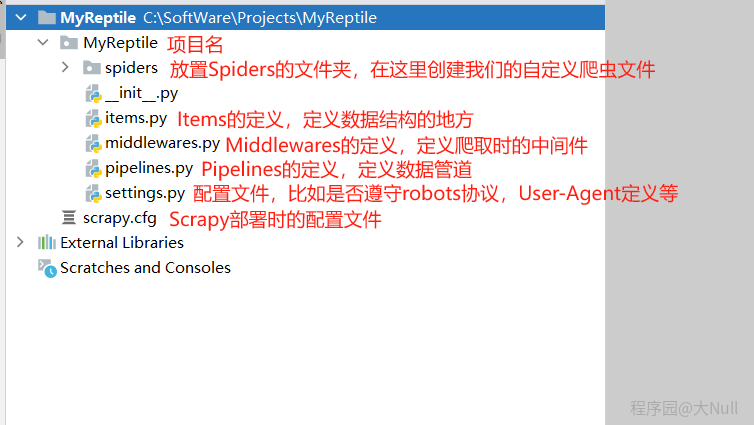 MyReptile C:\SoftWare\Projects\MyReptile
MyReptile 项目名
spiders 放置Spiders的文件夹，在这里创建我们的自定义爬虫文件
__init__.py
items.py Items的定义，定义数据结构的地方
middlewares.py Middlewares的定义，定义爬取时的中间件
pipelines.py Pipelines的定义，定义数据管道
settings.py 配置文件，比如是否遵守robots协议，User-Agent定义等
scrapy.cfg Scrapy部署时的配置文件
External Libraries
Scratches and Consoles
程序园@大Null